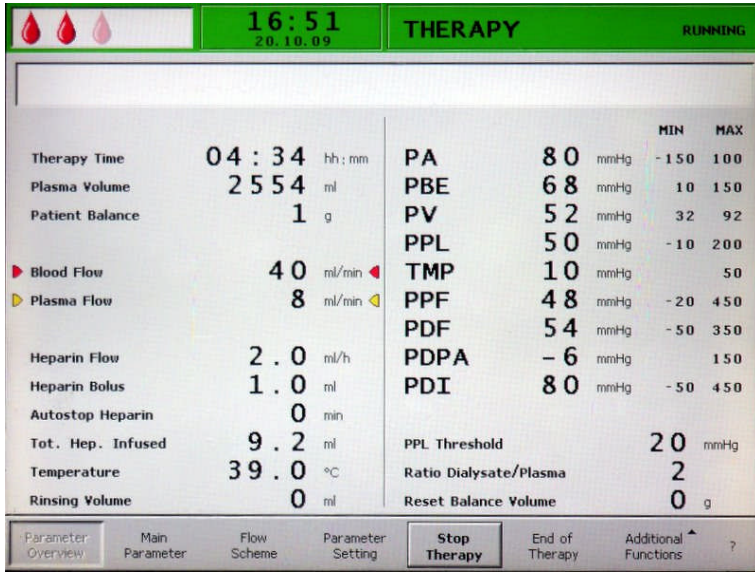 16:51
20.10.09
THERAPY
RUNNING
MIN MAX
Therapy Time 04:34 hh:mm
Plasma Volume 2554 ml
Patient Balance 1 g
Blood Flow 40 ml/min
Plasma Flow 8 ml/min
Heparin Flow 2.0 ml/h
Heparin Bolus 1.0 ml
Autostop Heparin 0 min
Tot. Hep. Infused 9.2 ml
Temperature 39.0 °C
Rinsing Volume 0 ml
PA 80 mmHg -150 100
PBE 68 mmHg 10 150
PV 52 mmHg 32 92
PPL 50 mmHg -10 200
TMP 10 mmHg 50
PPF 48 mmHg -20 450
PDF 54 mmHg -50 350
PDPA -6 mmHg 150
PDI 80 mmHg -50 450
PPL Threshold 20 mmHg
Ratio Dialysate/Plasma 2
Reset Balance Volume 0 g
Parameter
Overview
Main
Parameter
Flow
Scheme
Parameter
Setting
Stop
Therapy
End of
Therapy
Additional
Functions
?